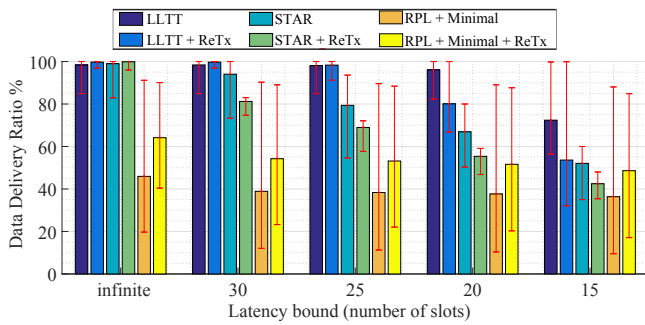 LLTT STAR RPL + Minimal
LLTT + ReTx STAR + ReTx RPL + Minimal + ReTx
Data Delivery Ratio %
100
80
60
40
20
0
infinite 30 25 20 15
Latency bound (number of slots)